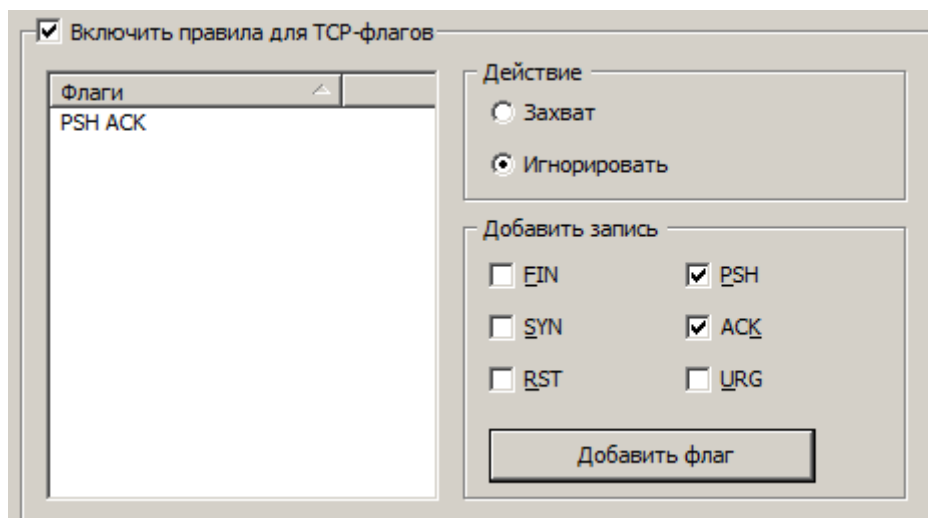 Включить правила для TCP-флагов
Флаги
PSH ACK
Действие
Захват
Игнорировать
Добавить запись
FIN
PSH
SYN
ACK
RST
URG
Добавить флаг